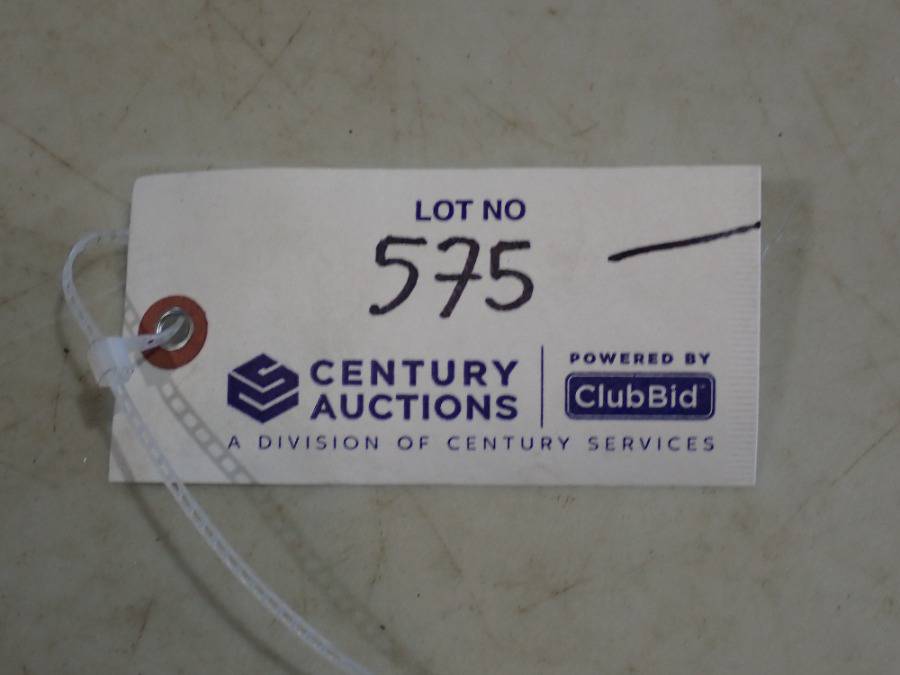 LOT NO
575
CENTURY
AUCTIONS
POWERED BY
ClubBid
A DIVISION OF CENTURY SERVICES